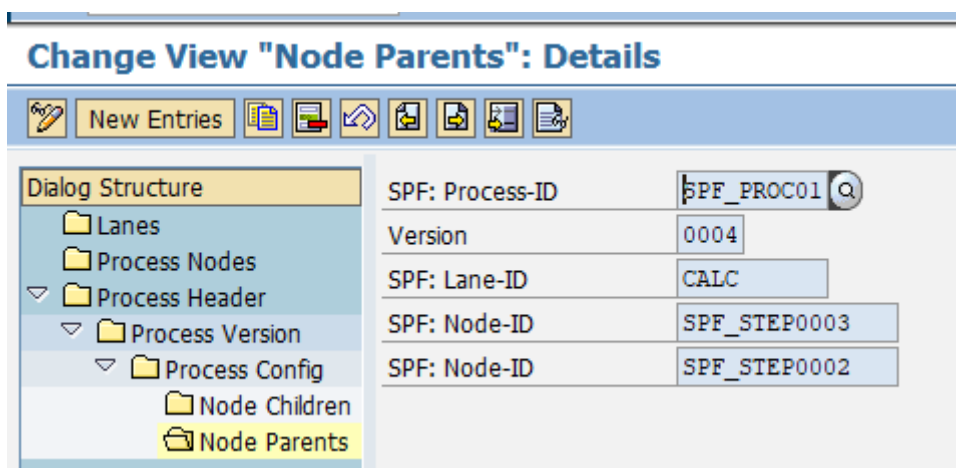 Change View "Node Parents": Details
New Entries
Dialog Structure
Lanes
Process Nodes
Process Header
Process Version
Process Config
Node Children
Node Parents
SPF: Process-ID SPF_PROC01
Version 0004
SPF: Lane-ID CALC
SPF: Node-ID SPF_STEP0003
SPF: Node-ID SPF_STEP0002